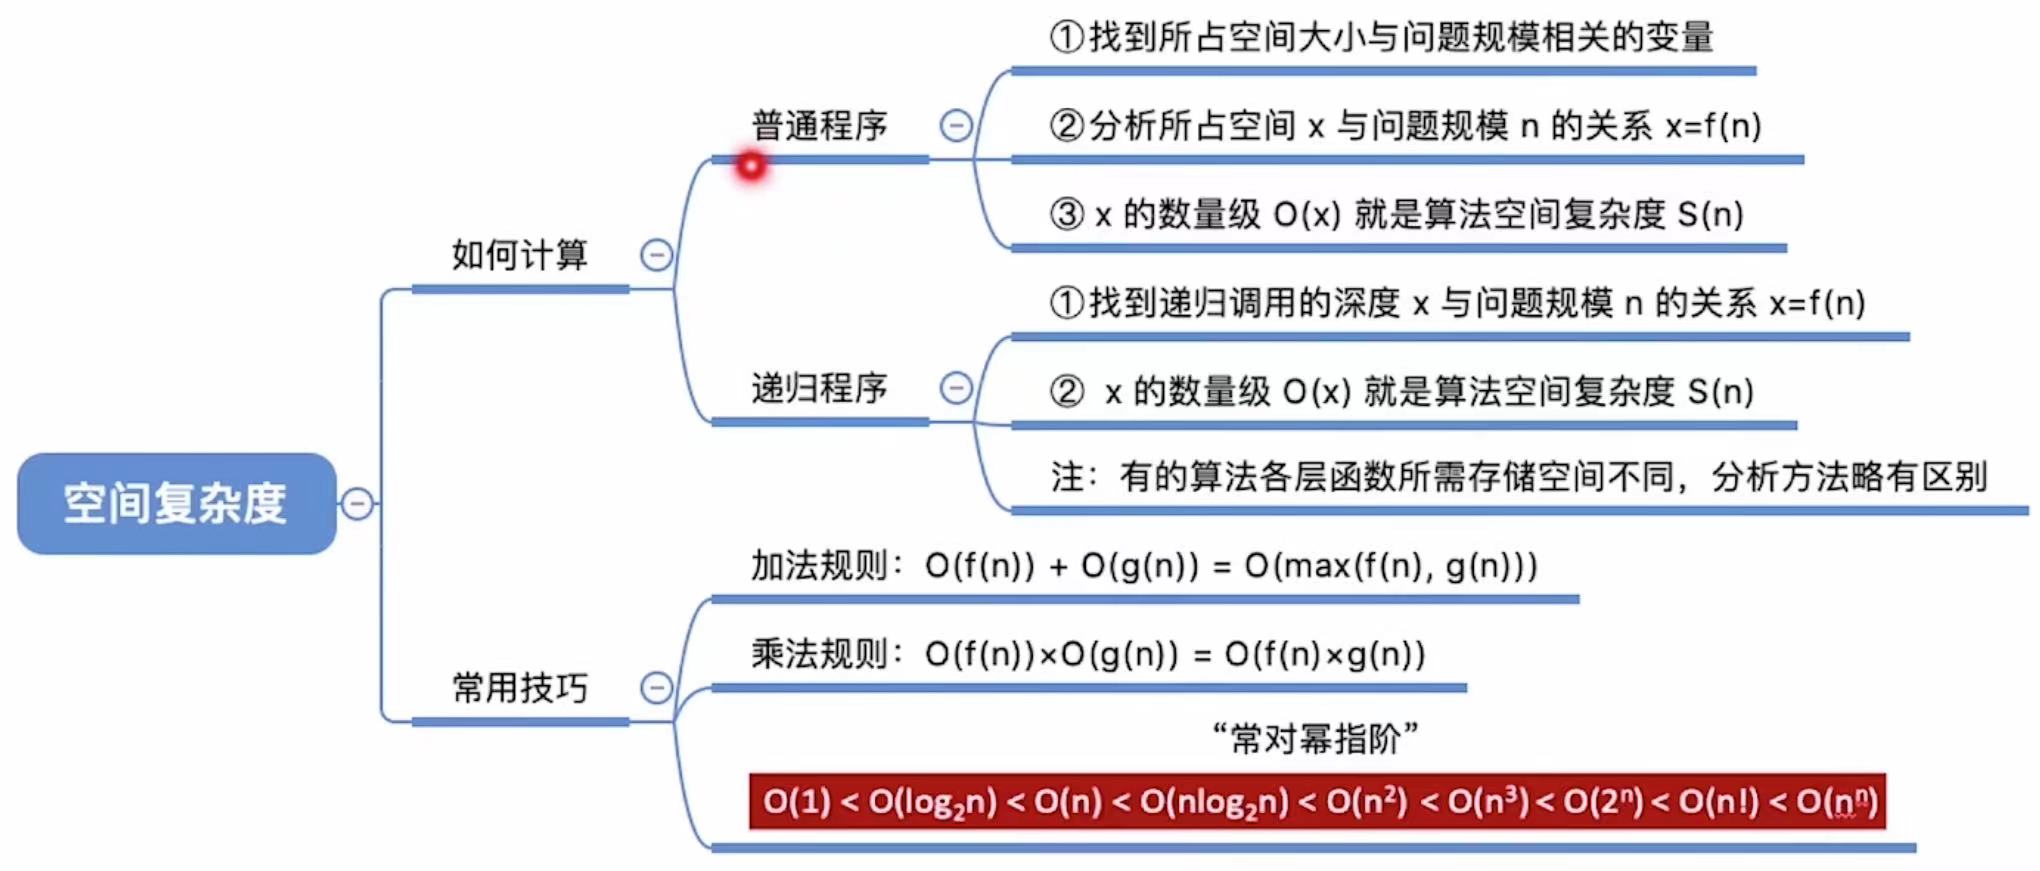 ①找到所占空间大小与问题规模相关的变量
普通程序
②分析所占空间 x 与问题规模 n 的关系 x=f(n)
③ x 的数量级 O(x) 就是算法空间复杂度 S(n)
如何计算
①找到递归调用的深度 x 与问题规模 n 的关系 x=f(n)
递归程序
② x 的数量级 O(x) 就是算法空间复杂度 S(n)
注：有的算法各层函数所需存储空间不同，分析方法略有区别
空间复杂度
加法规则：O(f(n)) + O(g(n)) = O(max(f(n), g(n)))
乘法规则：O(f(n))×O(g(n)) = O(f(n)×g(n))
常用技巧
“常对幂指阶”
O(1) < O(log₂n) < O(n) < O(nlog₂n) < O(n²) < O(n³) < O(2ⁿ) < O(n!) < O(nⁿ)